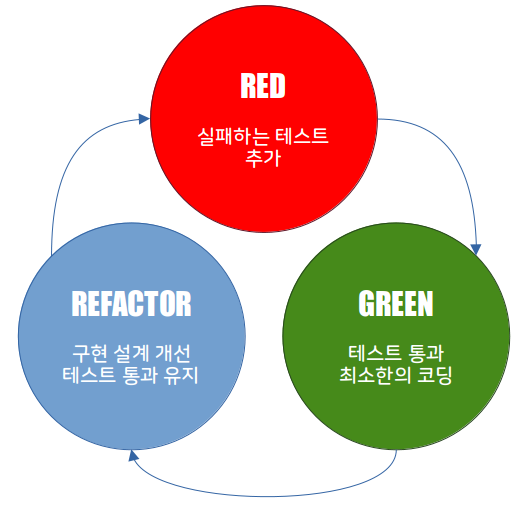 RED
실패하는 테스트
추가
REFACTOR
구현 설계 개선
테스트 통과 유지
GREEN
테스트 통과
최소한의 코딩